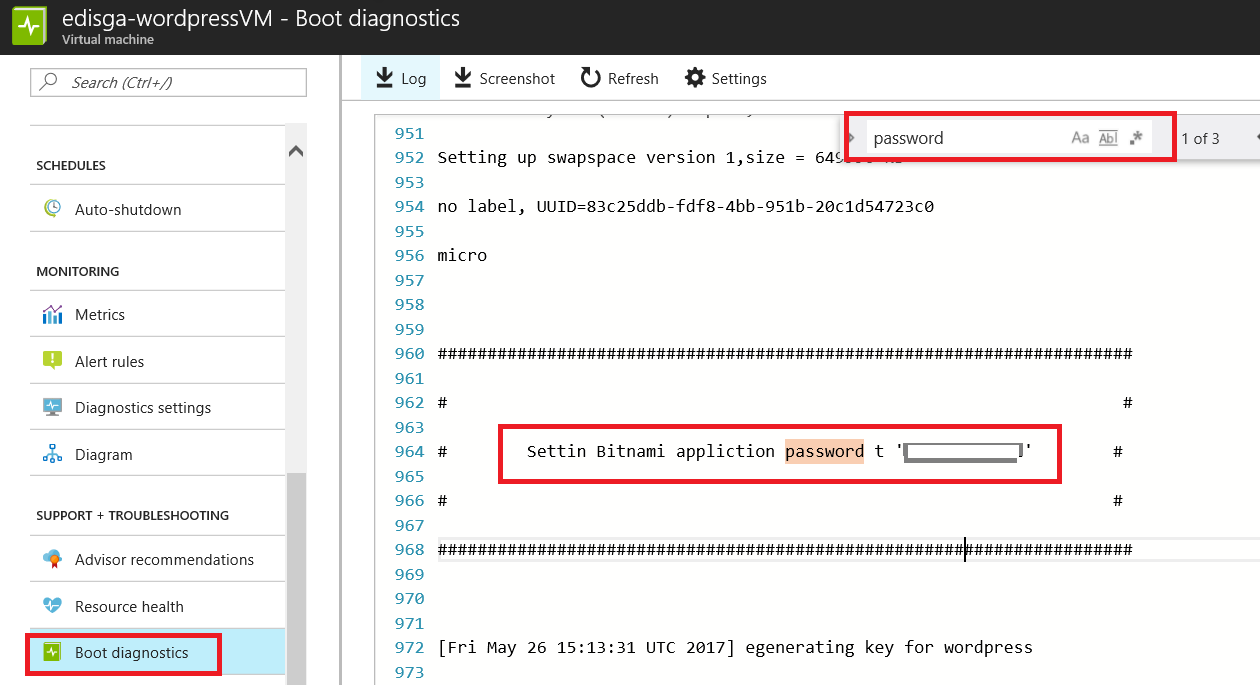 edisga-wordpressVM - Boot diagnostics
Virtual machine
Search (Ctrl+/)
SCHEDULES
Auto-shutdown
MONITORING
Metrics
Alert rules
Diagnostics settings
Diagram
SUPPORT + TROUBLESHOOTING
Advisor recommendations
Resource health
Boot diagnostics
Log Screenshot Refresh Settings
password Aa Abl .* 1 of 3
951
952 Setting up swapspace version 1,size =
953
954 no label, UUID=83c25ddb-fdf8-4bb-951b-20c1d54723c0
955
956 micro
957
958
959
960 ######################################################################
961
962 # #
963
964 # Settin Bitnami appliction password t ' ' #
965
966 # #
967
968 ######################################################################
969
970
971
972 [Fri May 26 15:13:31 UTC 2017] egenerating key for wordpress
973